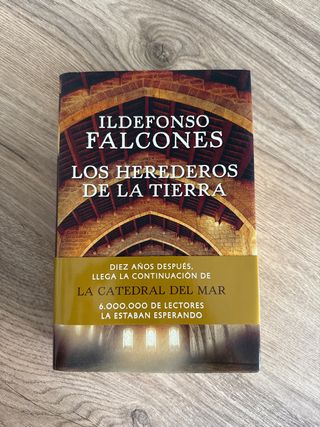 ILDEFONSO
FALCONES
LOS HEREDEROS
DE LA TIERRA
DIEZ AÑOS DESPUÉS,
LLEGA LA CONTINUACIÓN DE
LA CATEDRAL DEL MAR
6.000.000 DE LECTORES
LA ESTABAN ESPERANDO